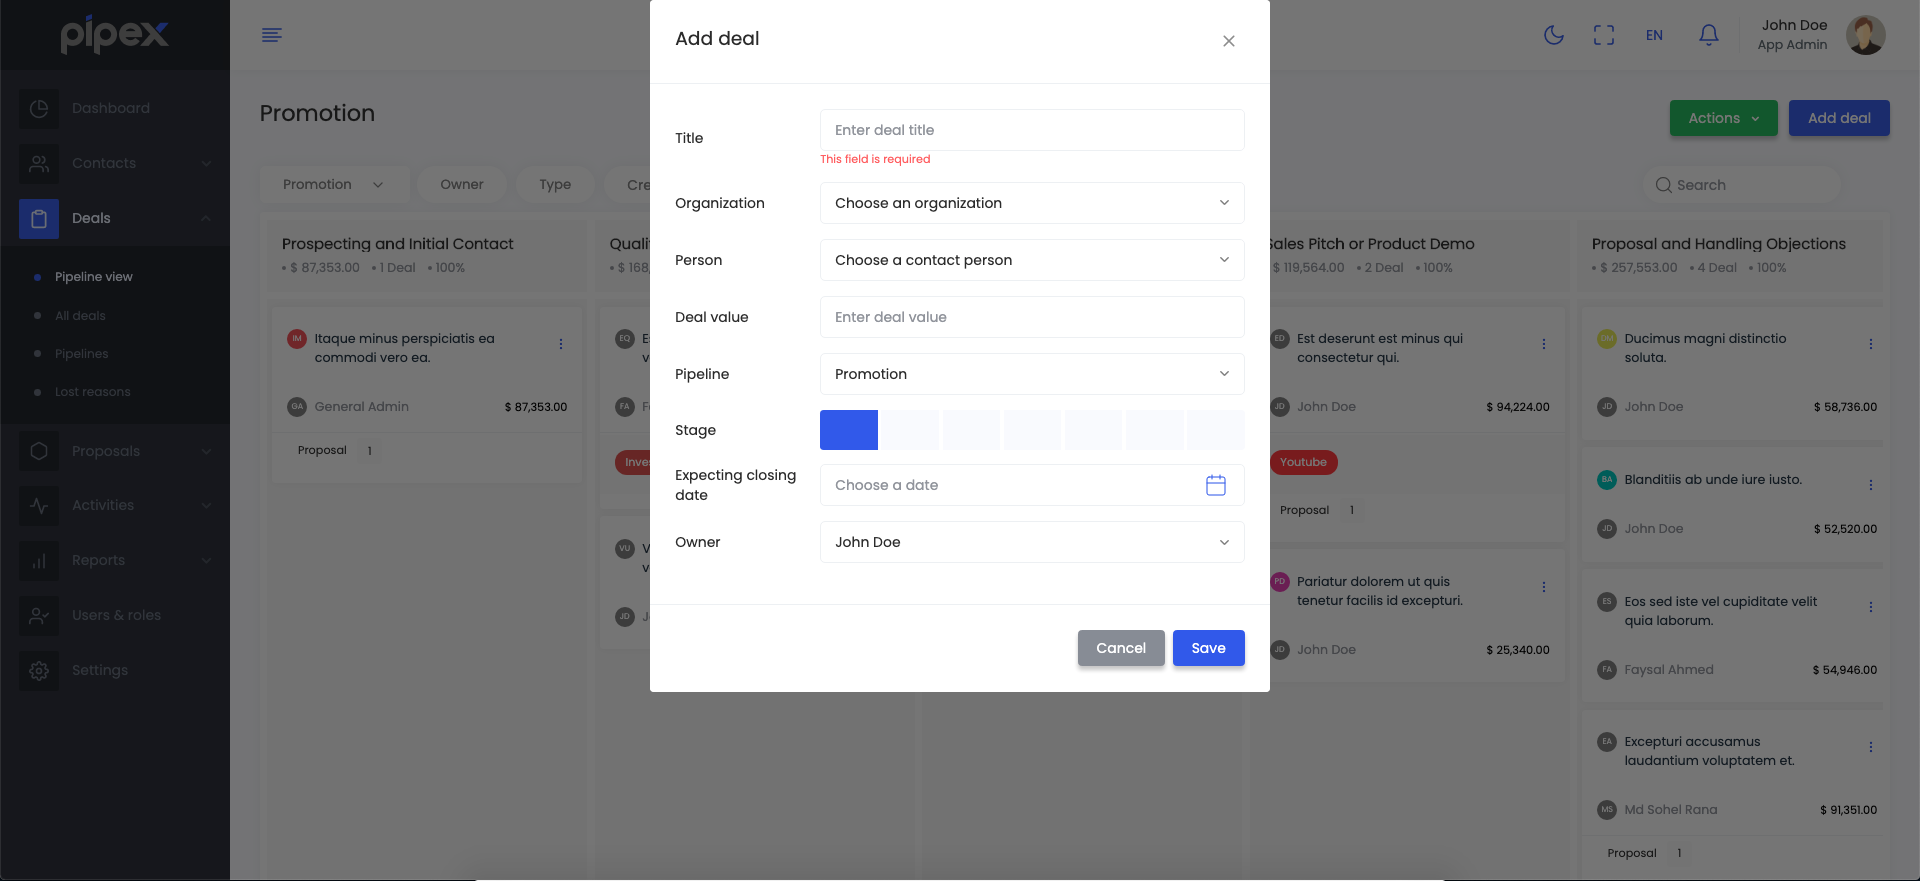 pipex
Dashboard
Contacts
Deals
Pipeline view
All deals
Pipelines
Lost reasons
Proposals
Activities
Reports
Users & roles
Settings
EN
John Doe
App Admin
Promotion
Actions
Add deal
Promotion
Owner
Type
Cre
Search
Prospecting and Initial Contact
• $ 87,353.00 • 1 Deal • 100%
IM
Itaque minus perspiciatis ea
commodi vero ea.
GA
General Admin
$ 87,353.00
Proposal 1
Quali
• $ 168,
EQ
FA
Inve
VU
JD
Add deal
Title
Enter deal title
This field is required
Organization
Choose an organization
Person
Choose a contact person
Deal value
Enter deal value
Pipeline
Promotion
Stage
Expecting closing
date
Choose a date
Owner
John Doe
Cancel
Save
Sales Pitch or Product Demo
$ 119,564.00 • 2 Deal • 100%
ED
Est deserunt est minus qui
consectetur qui.
JD
John Doe
$ 94,224.00
Youtube
Proposal 1
PD
Pariatur dolorem ut quis
tenetur facilis id excepturi.
JD
John Doe
$ 25,340.00
Proposal and Handling Objections
• $ 257,553.00 • 4 Deal • 100%
DM
Ducimus magni distinctio
soluta.
JD
John Doe
$ 58,736.00
BA
Blanditiis ab unde iure iusto.
JD
John Doe
$ 52,520.00
ES
Eos sed iste vel cupiditate velit
quia laborum.
FA
Faysal Ahmed
$ 54,946.00
EA
Excepturi accusamus
laudantium voluptatem et.
MS
Md Sohel Rana
$ 91,351.00
Proposal 1